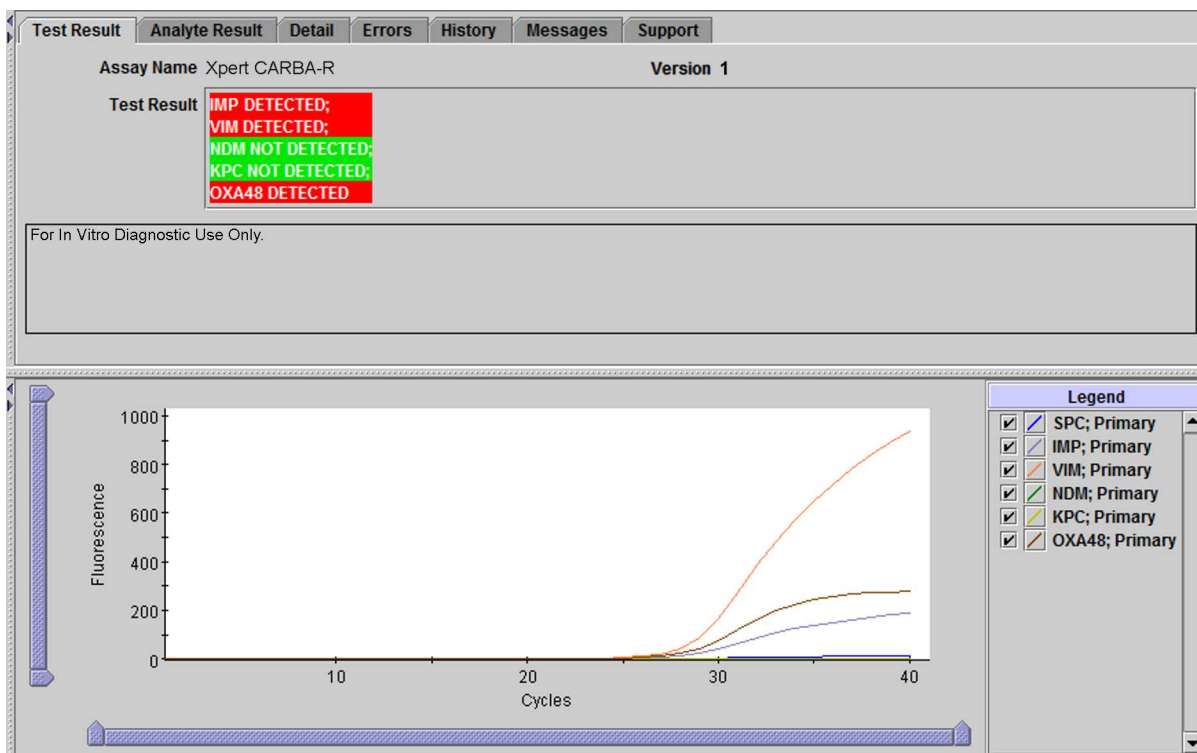 Test Result Analyte Result Detail Errors History Messages Support
Assay Name Xpert CARBA-R Version 1
Test Result IMP DETECTED;
VIM DETECTED;
NDM NOT DETECTED;
KPC NOT DETECTED;
OXA48 DETECTED
For In Vitro Diagnostic Use Only.
Legend
SPC; Primary
IMP; Primary
VIM; Primary
NDM; Primary
KPC; Primary
OXA48; Primary
1000
800
600
400
200
0
Fluorescence
10 20 30 40
Cycles